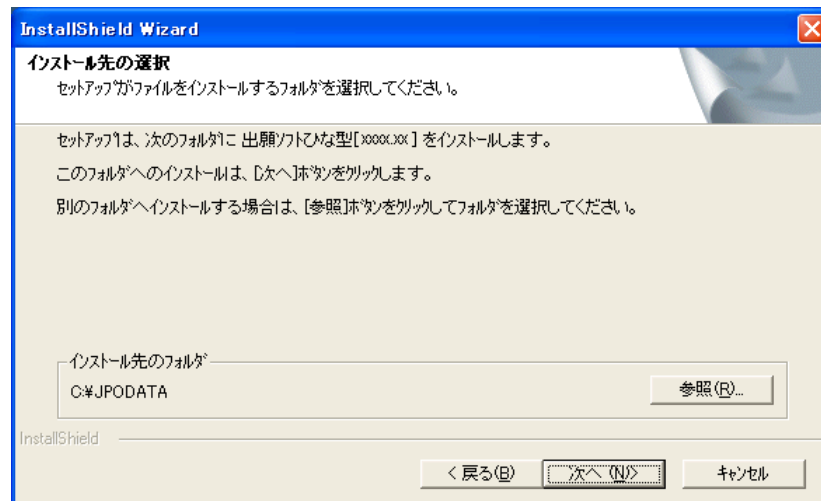 InstallShield Wizard
インストール先の選択
セットアップがファイルをインストールするフォルダを選択してください。
セットアップは、次のフォルダに 出願ソフトひな型[XXXX.XX] をインストールします。
このフォルダへのインストールは、[次へ]ボタンをクリックします。
別のフォルダへインストールする場合は、[参照]ボタンをクリックしてフォルダを選択してください。
インストール先のフォルダ
C:¥JPODATA
参照(R)...
InstallShield
< 戻る(B) 次へ (N)> キャンセル